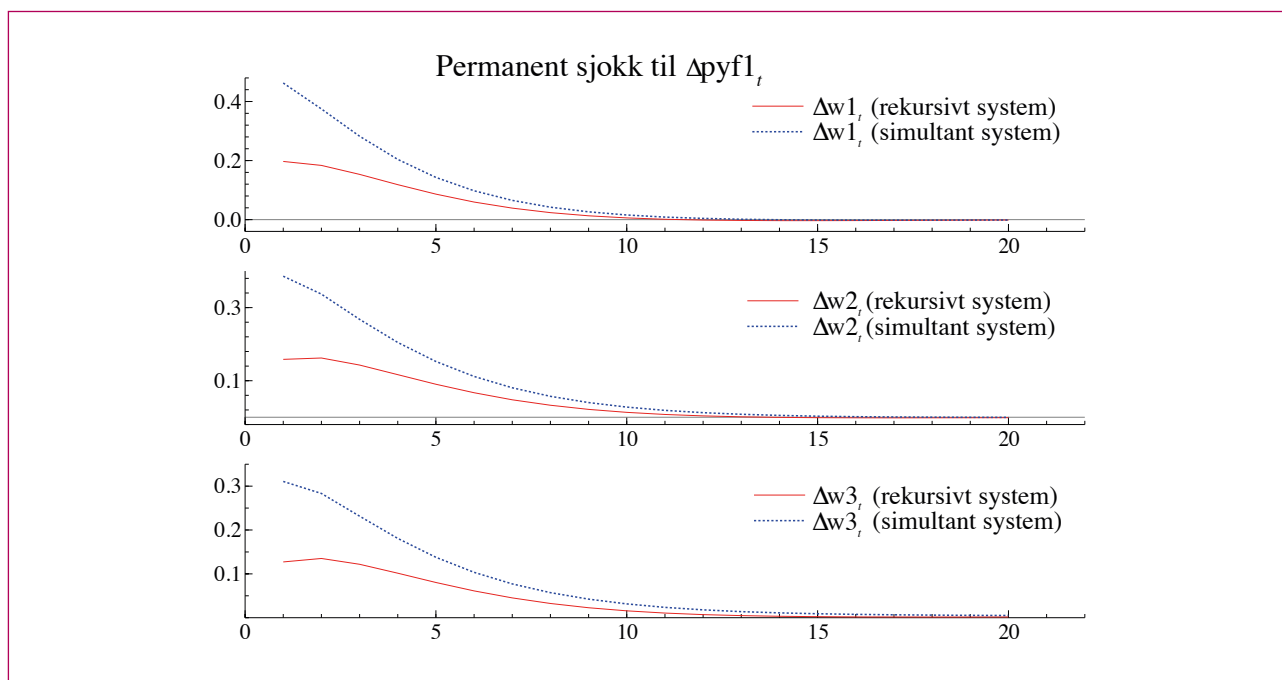 Permanent sjokk til Δpyf1t
Δw1t (rekursivt system)
Δw1t (simultant system)
0.4
0.2
0.0
0 5 10 15 20
Δw2t (rekursivt system)
Δw2t (simultant system)
0.3
0.1
0 5 10 15 20
Δw3t (rekursivt system)
Δw3t (simultant system)
0.3
0.2
0.1
0 5 10 15 20